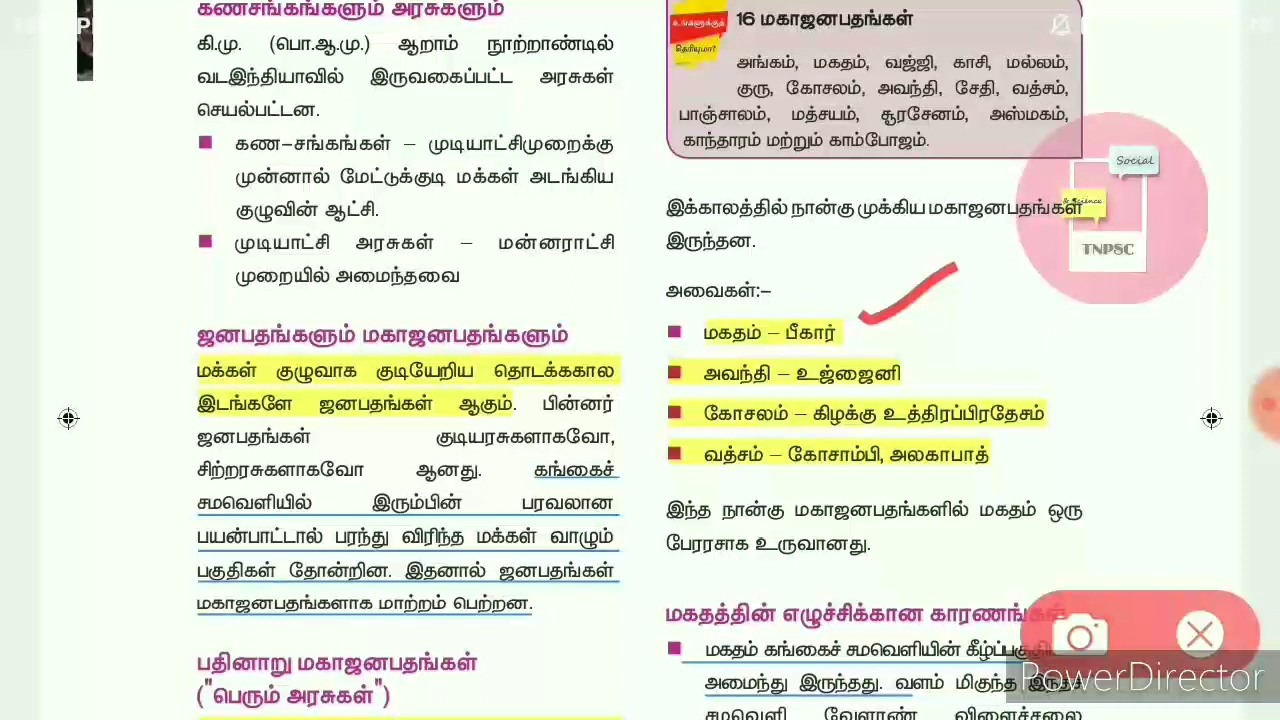 கணசங்கங்களும் அரசுகளும்
கி.மு. (பொ.ஆ.மு.) ஆறாம் நூற்றாண்டில்
வடஇந்தியாவில் இருவகைப்பட்ட அரசுகள்
செயல்பட்டன.
கண–சங்கங்கள் – முடியாட்சிமுறைக்கு
முன்னால் மேட்டுக்குடி மக்கள் அடங்கிய
குழுவின் ஆட்சி.
முடியாட்சி அரசுகள் – மன்னராட்சி
முறையில் அமைந்தவை
ஜனபதங்களும் மகாஜனபதங்களும்
மக்கள் குழுவாக குடியேறிய தொடக்ககால
இடங்களே ஜனபதங்கள் ஆகும். பின்னர்
ஜனபதங்கள் குடியரசுகளாகவோ,
சிற்றரசுகளாகவோ ஆனது. கங்கைச்
சமவெளியில் இரும்பின் பரவலான
பயன்பாட்டால் பரந்து விரிந்த மக்கள் வாழும்
பகுதிகள் தோன்றின. இதனால் ஜனபதங்கள்
மகாஜனபதங்களாக மாற்றம் பெற்றன.
பதினாறு மகாஜனபதங்கள்
("பெரும் அரசுகள்")
உங்களுக்குத்
தெரியுமா?
16 மகாஜனபதங்கள்
அங்கம், மகதம், வஜ்ஜி, காசி, மல்லம்,
குரு, கோசலம், அவந்தி, சேதி, வத்சம்,
பாஞ்சாலம், மத்சயம், சூரசேனம், அஸ்மகம்,
காந்தாரம் மற்றும் காம்போஜம்.
இக்காலத்தில் நான்கு முக்கிய மகாஜனபதங்கள்
இருந்தன.
அவைகள்:–
மகதம் – பீகார்
அவந்தி – உஜ்ஜைனி
கோசலம் – கிழக்கு உத்திரப்பிரதேசம்
வத்சம் – கோசாம்பி, அலகாபாத்
இந்த நான்கு மகாஜனபதங்களில் மகதம் ஒரு
பேரரசாக உருவானது.
மகதத்தின் எழுச்சிக்கான காரணங்கள்
மகதம் கங்கைச் சமவெளியின் கீழ்ப்பகுதியில்
அமைந்து இருந்தது. வளம் மிகுந்த இந்தச்
சமவெளி வேளாண் விளைச்சலை
Social
& Science
TNPSC
PowerDirector